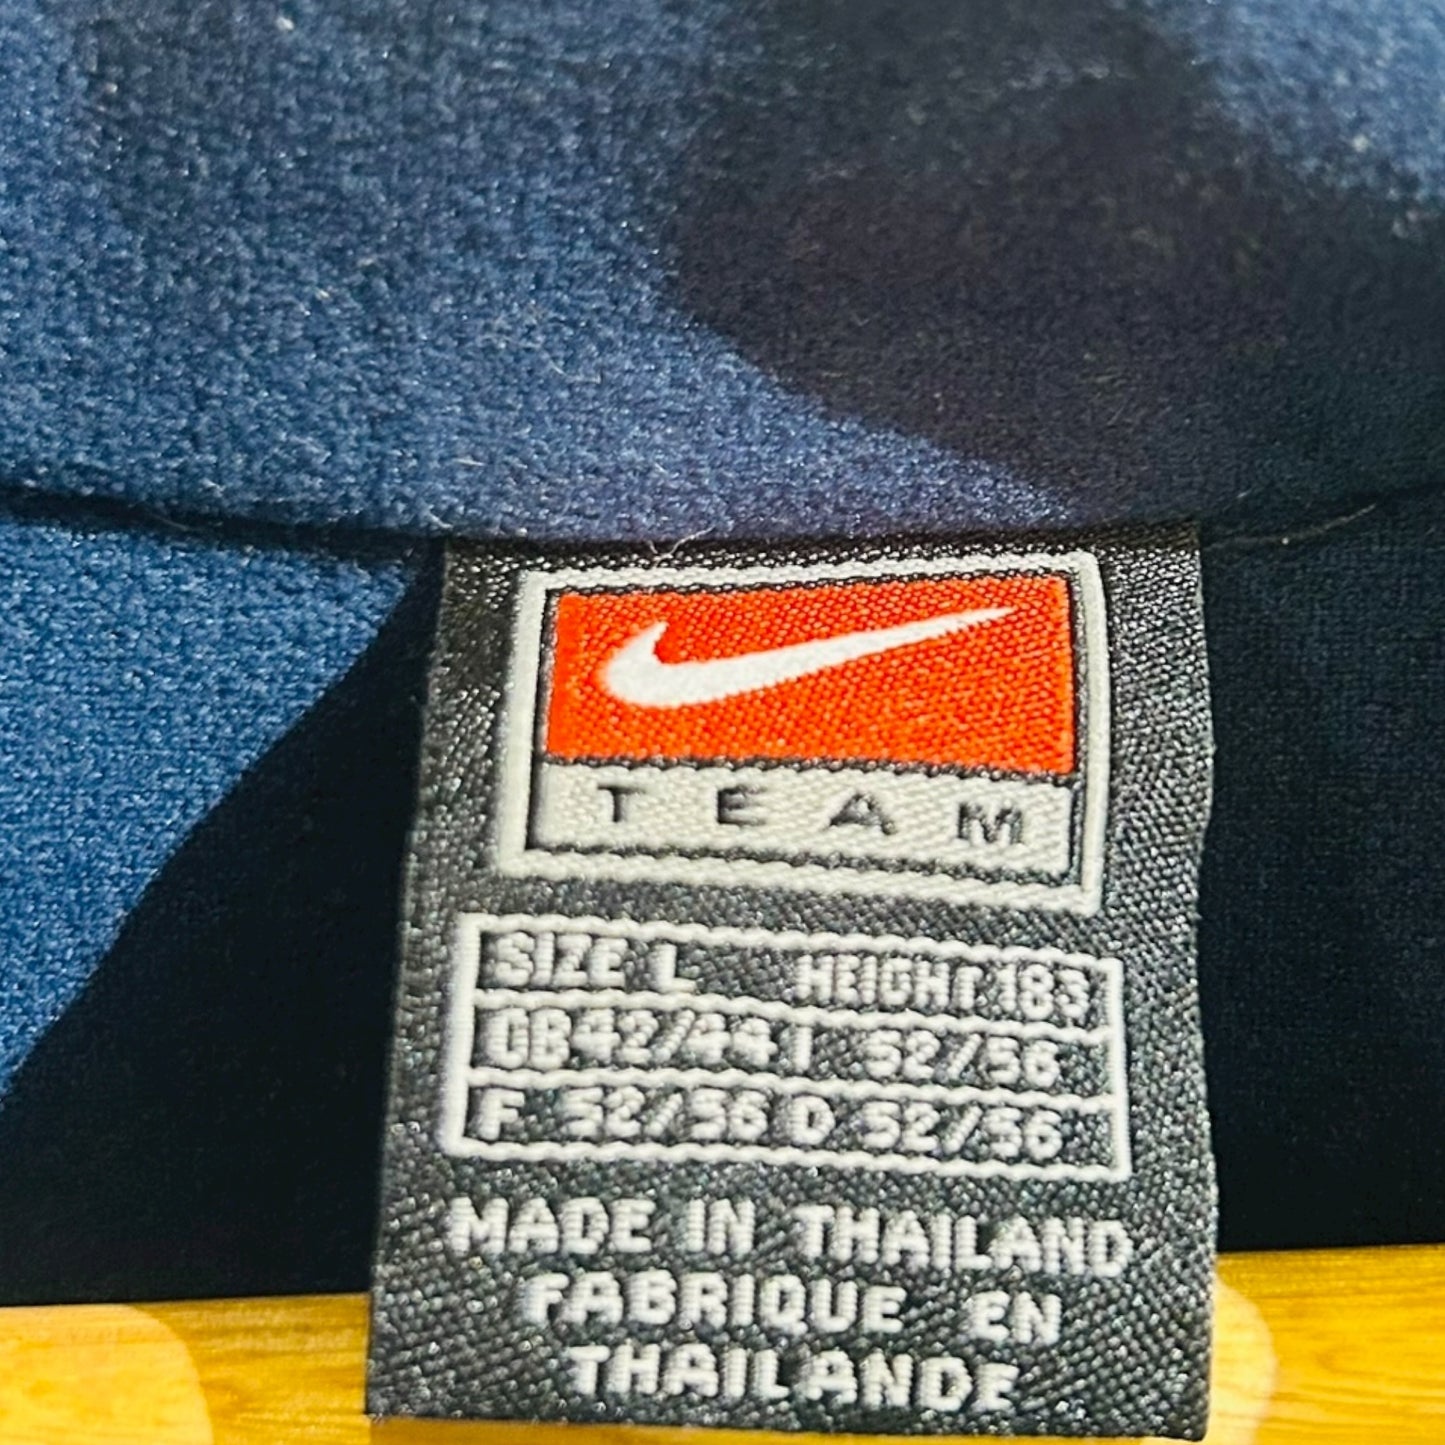 TEAM
SIZE L HEIGHT 183
GB 42/44 I 52/56
F 52/56 D 52/56
MADE IN THAILAND
FABRIQUE EN
THAILANDE